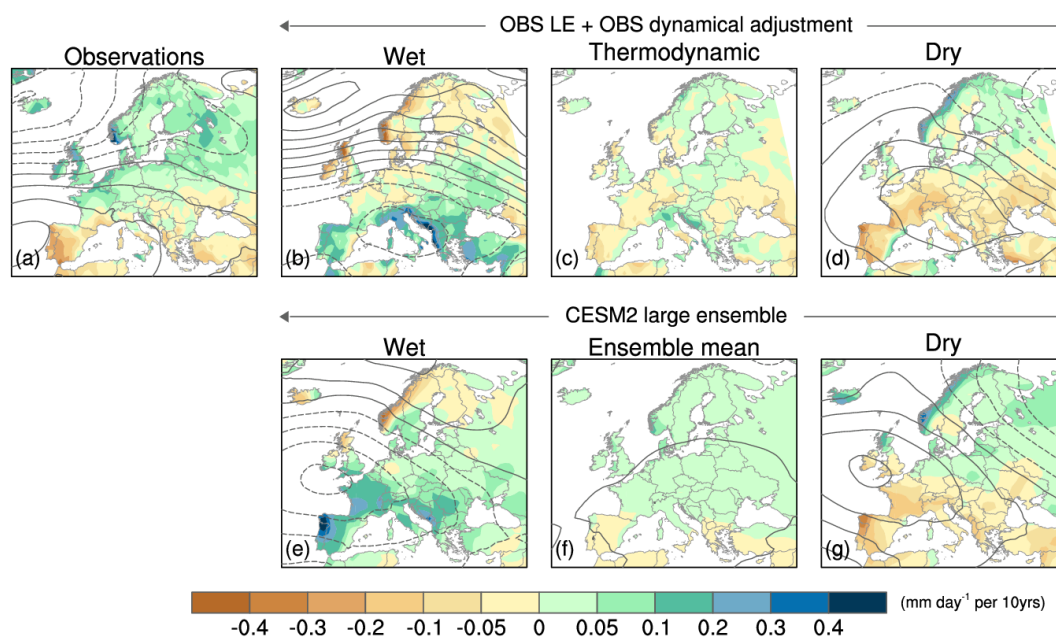 OBS LE + OBS dynamical adjustment
Observations Wet Thermodynamic Dry
(a) (b) (c) (d)
CESM2 large ensemble
Wet Ensemble mean Dry
(e) (f) (g)
-0.4 -0.3 -0.2 -0.1 -0.05 0 0.05 0.1 0.2 0.3 0.4 (mm day⁻¹ per 10yrs)